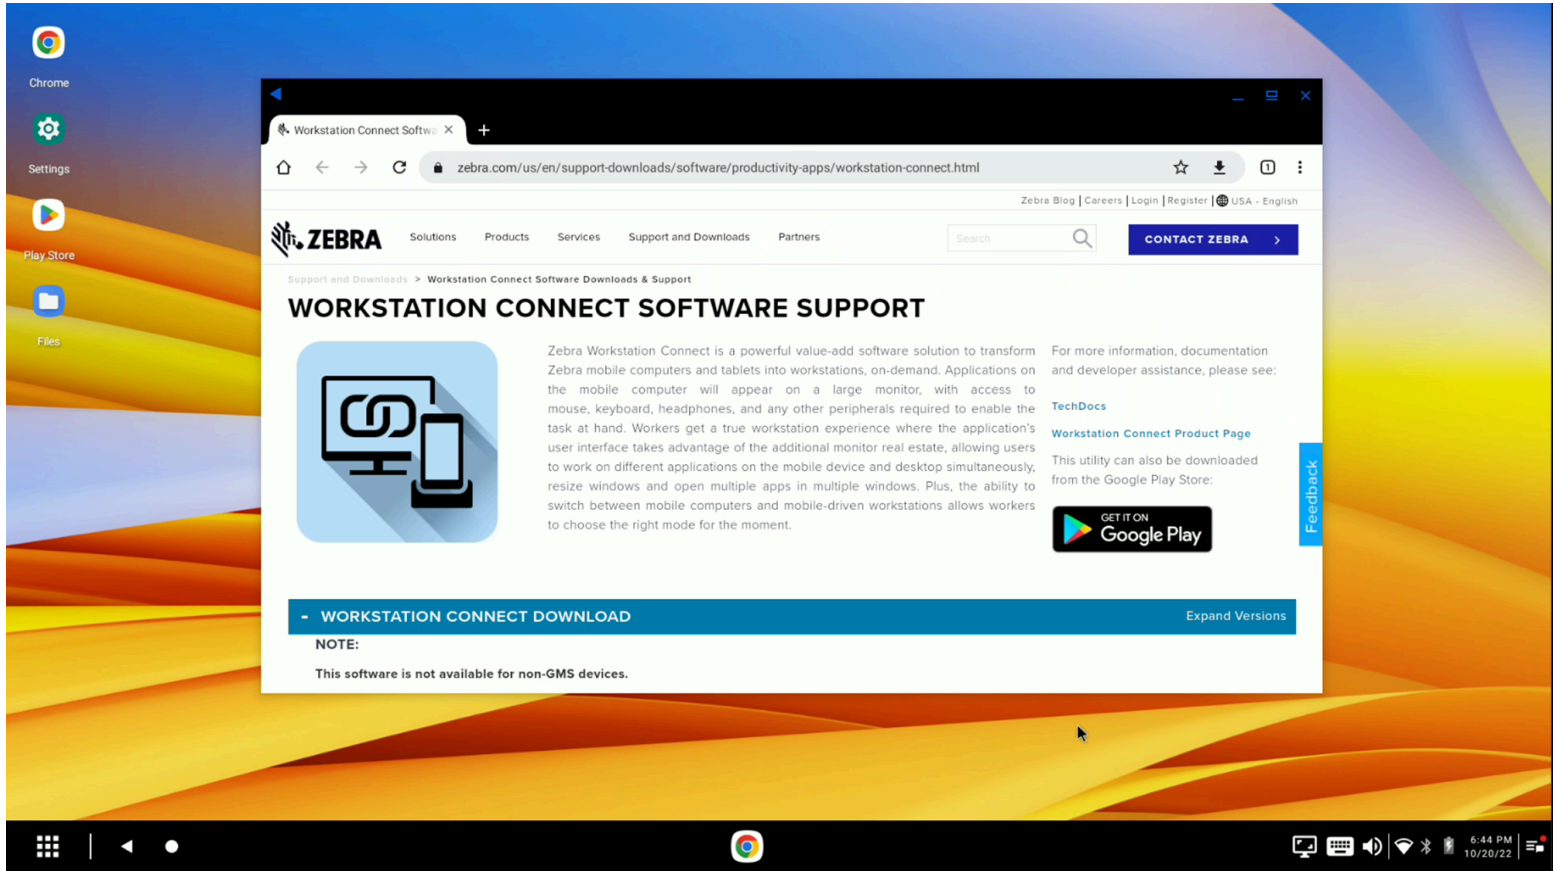 Chrome
Settings
Play Store
Files
Workstation Connect Softwa
zebra.com/us/en/support-downloads/software/productivity-apps/workstation-connect.html
1
Zebra Blog | Careers | Login | Register | USA - English
ZEBRA
Solutions Products Services Support and Downloads Partners
Search
CONTACT ZEBRA >
Support and Downloads > Workstation Connect Software Downloads & Support
WORKSTATION CONNECT SOFTWARE SUPPORT
Zebra Workstation Connect is a powerful value-add software solution to transform
Zebra mobile computers and tablets into workstations, on-demand. Applications on
the mobile computer will appear on a large monitor, with access to
mouse, keyboard, headphones, and any other peripherals required to enable the
task at hand. Workers get a true workstation experience where the application's
user interface takes advantage of the additional monitor real estate, allowing users
to work on different applications on the mobile device and desktop simultaneously,
resize windows and open multiple apps in multiple windows. Plus, the ability to
switch between mobile computers and mobile-driven workstations allows workers
to choose the right mode for the moment.
For more information, documentation
and developer assistance, please see:
TechDocs
Workstation Connect Product Page
This utility can also be downloaded
from the Google Play Store:
GET IT ON
Google Play
Feedback
- WORKSTATION CONNECT DOWNLOAD
Expand Versions
NOTE:
This software is not available for non-GMS devices.
6:44 PM
10/20/22